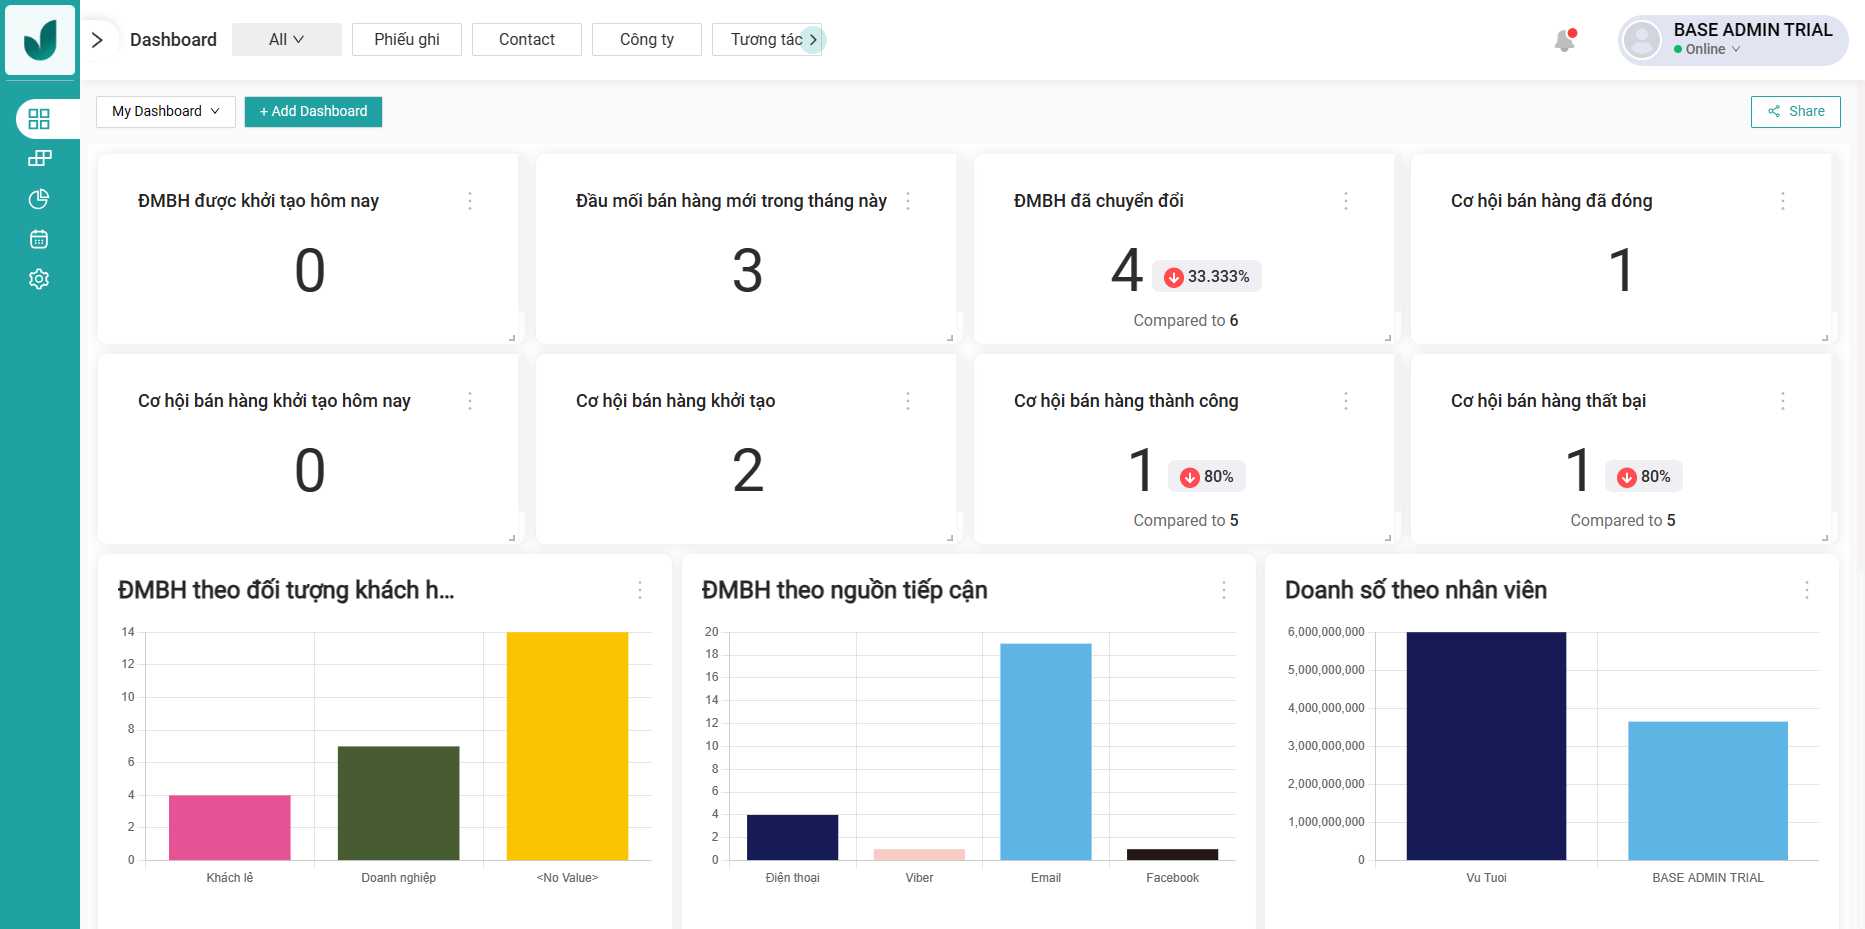 Dashboard
All
Phiếu ghi
Contact
Công ty
Tương tác
BASE ADMIN TRIAL
Online
My Dashboard
+ Add Dashboard
Share
ĐMBH được khởi tạo hôm nay
0
Đầu mối bán hàng mới trong tháng này
3
ĐMBH đã chuyển đổi
4
33.333%
Compared to 6
Cơ hội bán hàng đã đóng
1
Cơ hội bán hàng khởi tạo hôm nay
0
Cơ hội bán hàng khởi tạo
2
Cơ hội bán hàng thành công
1
80%
Compared to 5
Cơ hội bán hàng thất bại
1
80%
Compared to 5
ĐMBH theo đối tượng khách h...
14
12
10
8
6
4
2
0
Khách lẻ
Doanh nghiệp
<No Value>
ĐMBH theo nguồn tiếp cận
20
18
16
14
12
10
8
6
4
2
0
Điện thoại
Viber
Email
Facebook
Doanh số theo nhân viên
6,000,000,000
5,000,000,000
4,000,000,000
3,000,000,000
2,000,000,000
1,000,000,000
0
Vu Tuoi
BASE ADMIN TRIAL